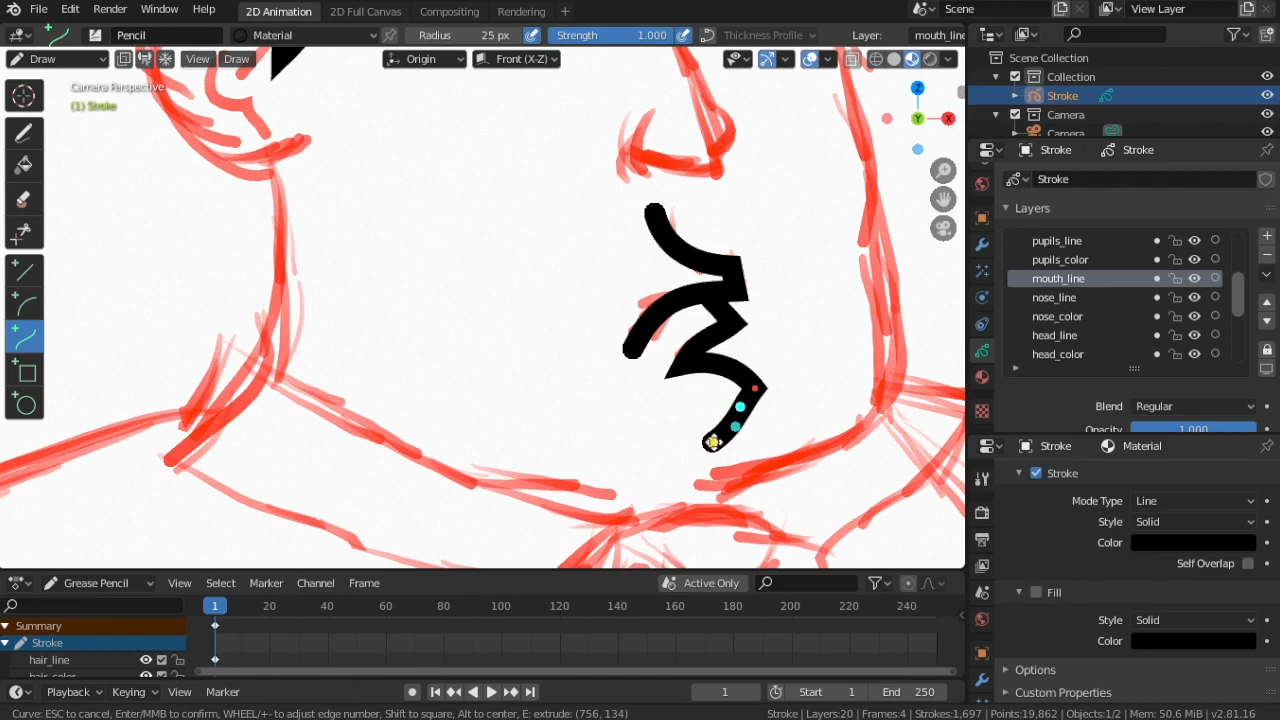 File Edit Render Window Help 2D Animation 2D Full Canvas Compositing Rendering + Scene View Layer
Pencil Material Radius 25 px Strength 1.000 Thickness Profile Layer: mouth_line
Draw View Draw Origin Front (X-Z)
Camera Perspective
(1) Stroke
Z
Y X
Scene Collection
Collection
Stroke
Camera
Camera
Stroke Stroke
Stroke
Layers
pupils_line
pupils_color
mouth_line
nose_line
nose_color
head_line
head_color
Blend Regular
Opacity 1.000
Stroke Material
Stroke
Mode Type Line
Style Solid
Color
Self Overlap
Fill
Style Solid
Color
Options
Custom Properties
Grease Pencil View Select Marker Channel Frame Active Only
1 20 40 60 80 100 120 140 160 180 200 220 240
Summary
Stroke
hair_line
hair_color
Playback Keying View Marker 1 Start 1 End 250
Curve: ESC to cancel, Enter/MMB to confirm, WHEEL/+- to adjust edge number, Shift to square, Alt to center, E: extrude: (756, 134) Stroke | Layers:20 | Frames:4 | Strokes:1,697 | Points:19,862 | Objects:1/2 | Mem: 50.6 MiB | v2.81.16